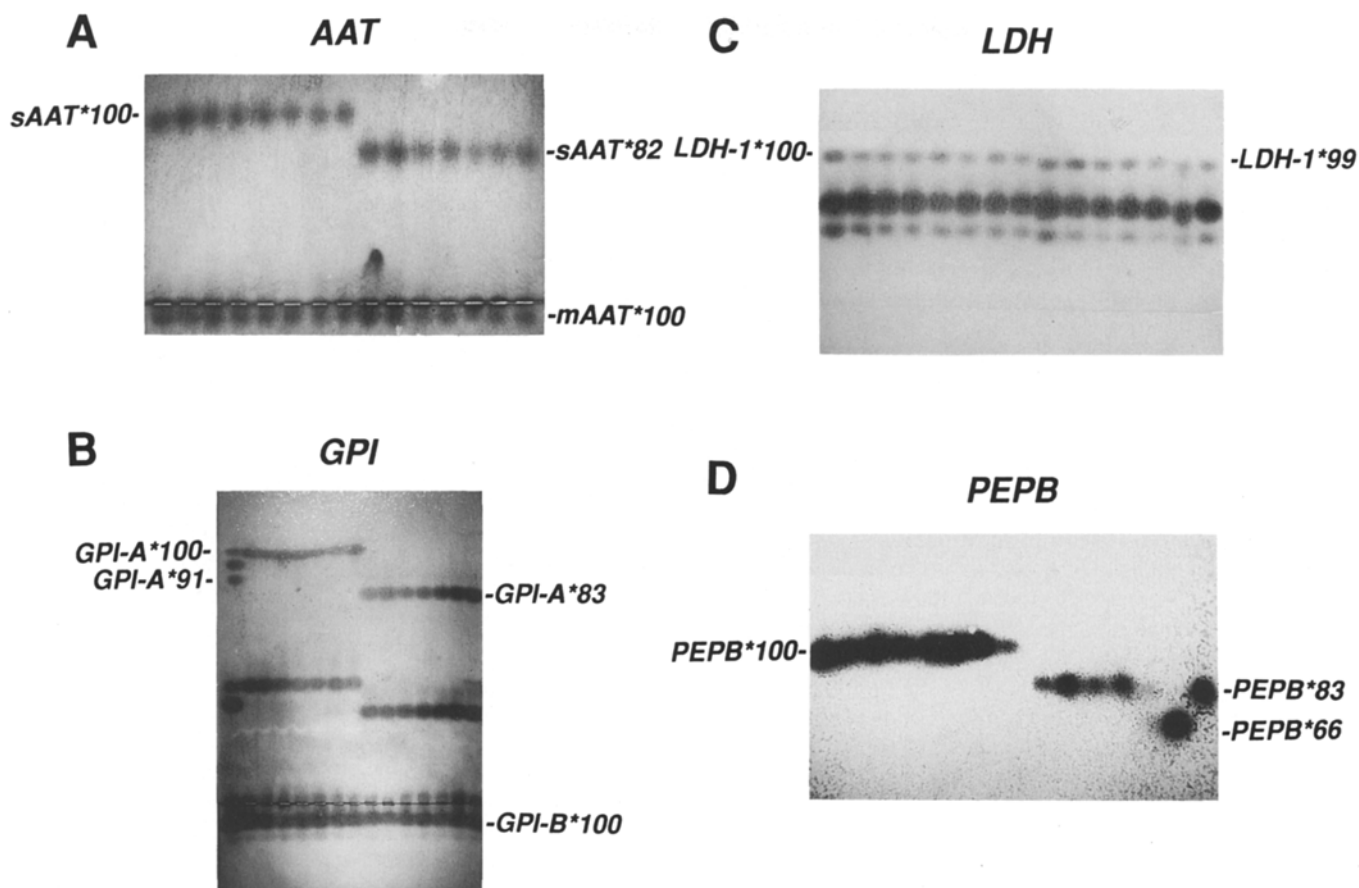 A
AAT
sAAT*100-
-sAAT*82
-mAAT*100
C
LDH
LDH-1*100-
-LDH-1*99
B
GPI
GPI-A*100-
GPI-A*91-
-GPI-A*83
-GPI-B*100
D
PEPB
PEPB*100-
-PEPB*83
-PEPB*66